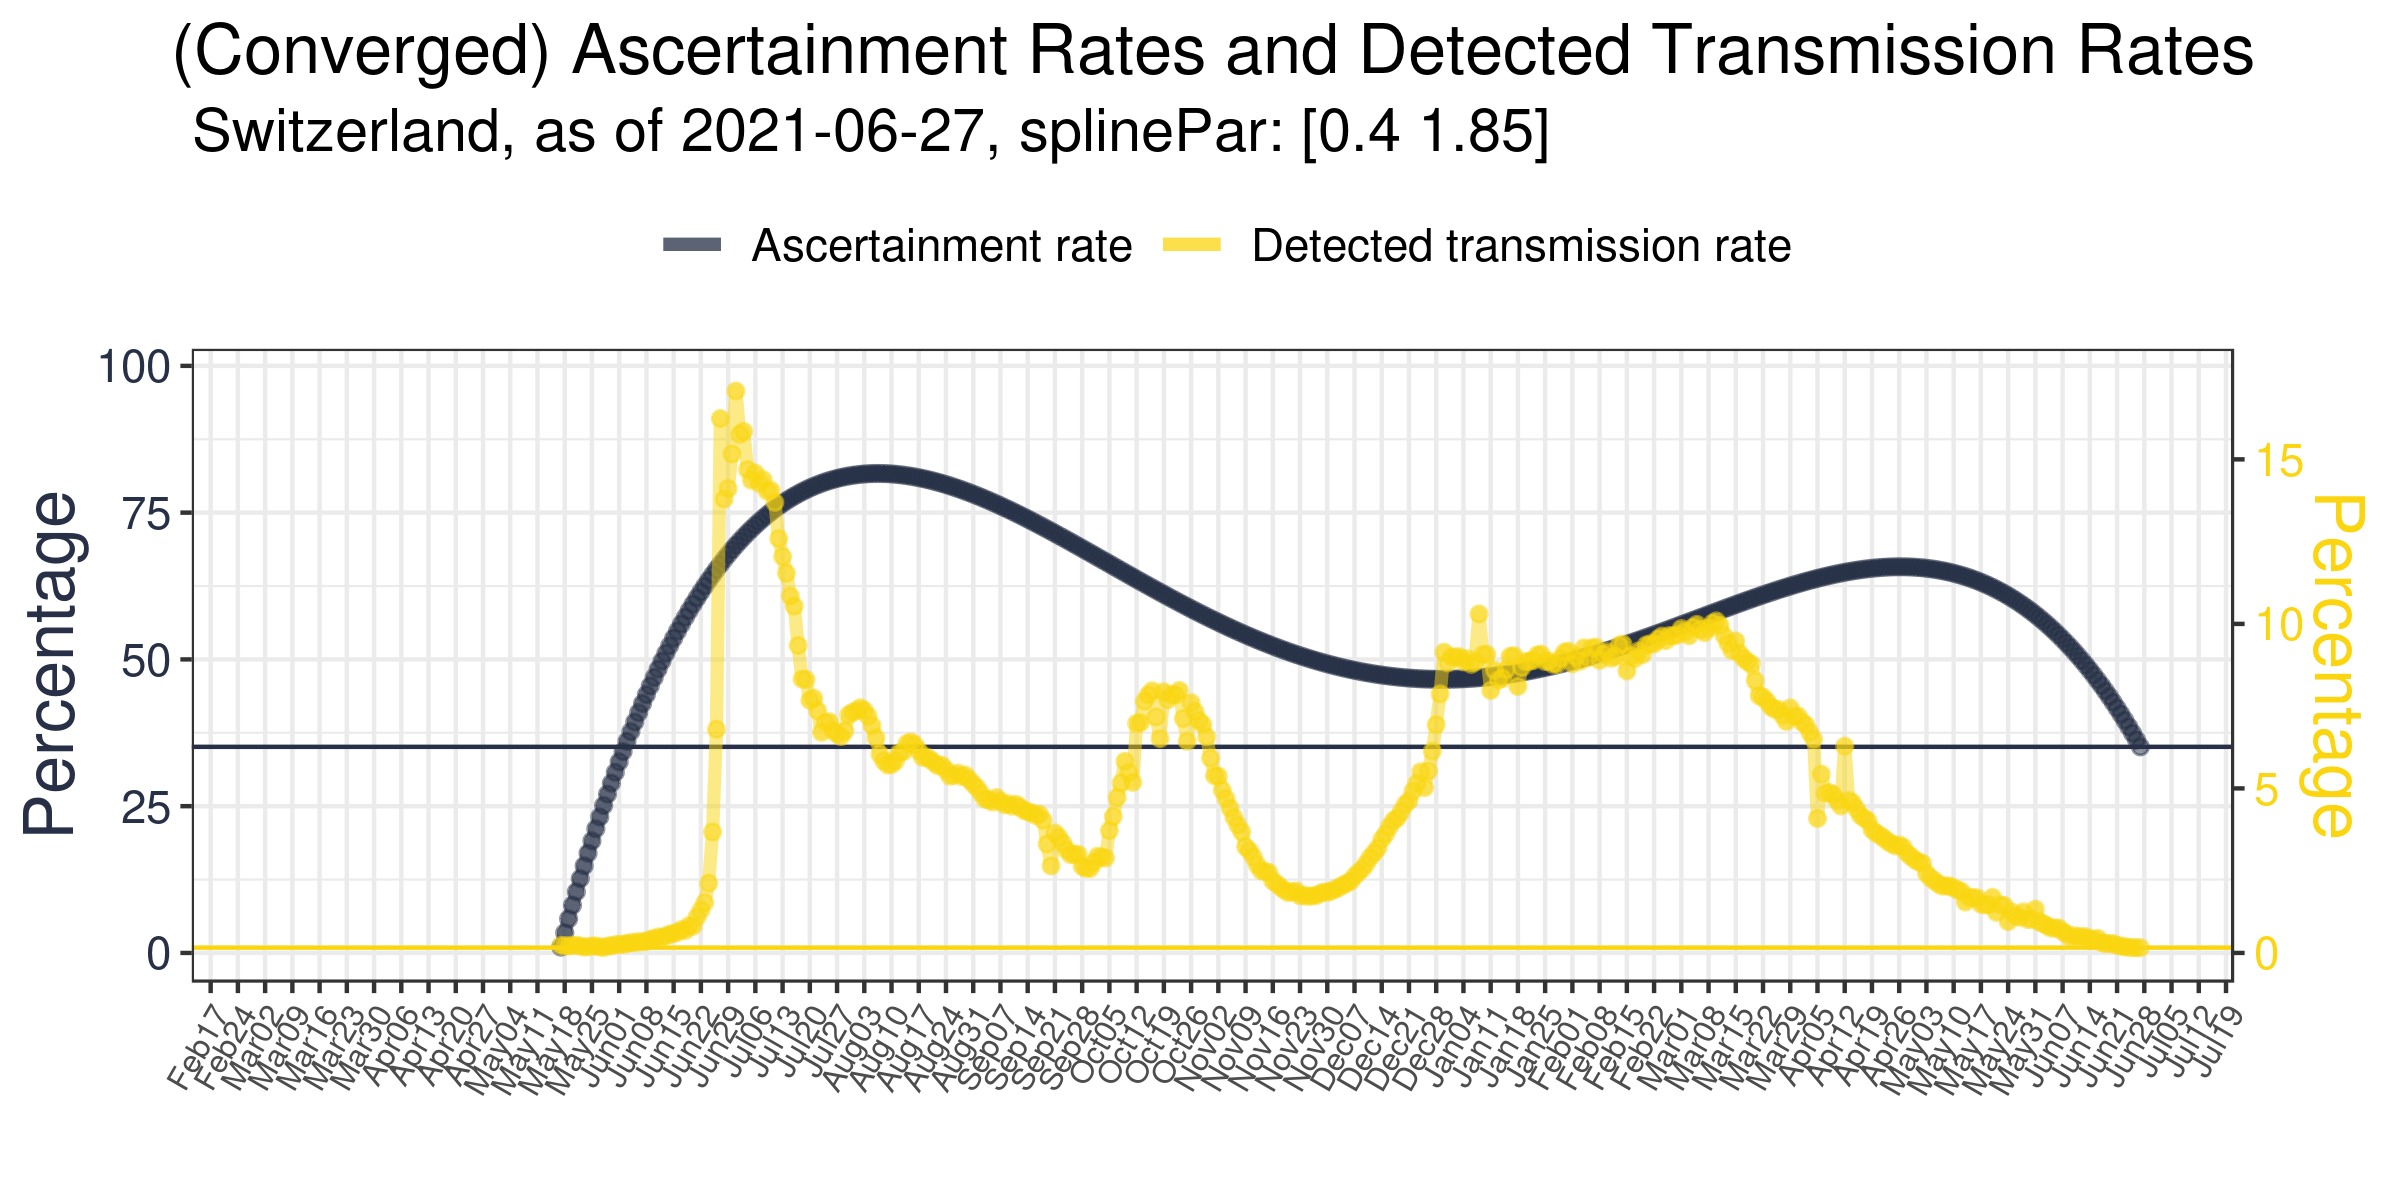 (Converged) Ascertainment Rates and Detected Transmission Rates
Switzerland, as of 2021-06-27, splinePar: [0.4 1.85]
Ascertainment rate Detected transmission rate
Percentage
100
75
50
25
0
15
10
5
0
Percentage
Feb17
Feb24
Mar02
Mar09
Mar16
Mar23
Mar30
Apr06
Apr13
Apr20
Apr27
May04
May11
May18
May25
Jun01
Jun08
Jun15
Jun22
Jun29
Jul06
Jul13
Jul20
Jul27
Aug03
Aug10
Aug17
Aug24
Aug31
Sep07
Sep14
Sep21
Sep28
Oct05
Oct12
Oct19
Oct26
Nov02
Nov09
Nov16
Nov23
Nov30
Dec07
Dec14
Dec21
Dec28
Jan04
Jan11
Jan18
Jan25
Feb01
Feb08
Feb15
Feb22
Mar01
Mar08
Mar15
Mar22
Mar29
Apr05
Apr12
Apr19
Apr26
May03
May10
May17
May24
May31
Jun07
Jun14
Jun21
Jun28
Jul05
Jul12
Jul19